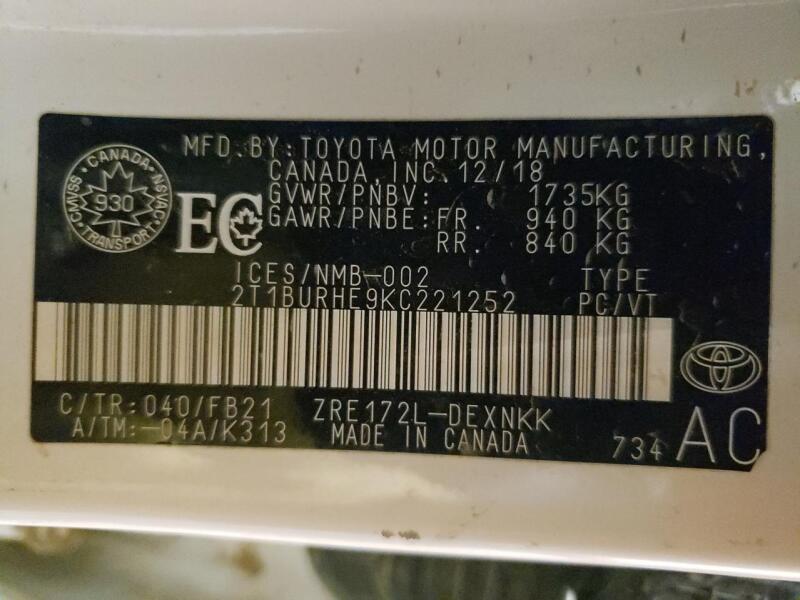 MFD.BY:TOYOTA MOTOR MANUFACTURING,
CANADA, INC.12/18
GVWR/PNBV: 1735KG
GAWR/PNBE:FR. 940 KG
RR. 840 KG
CANADA
CMVSS NSVAC
930
TRANSPORT
EC
ICES/NMB-002 TYPE
2T1BURHE9KC221252 PC/VT
C/TR:040/FB21 ZRE172L-DEXNKK
A/TM:-04A/K313 MADE IN CANADA 734 AC